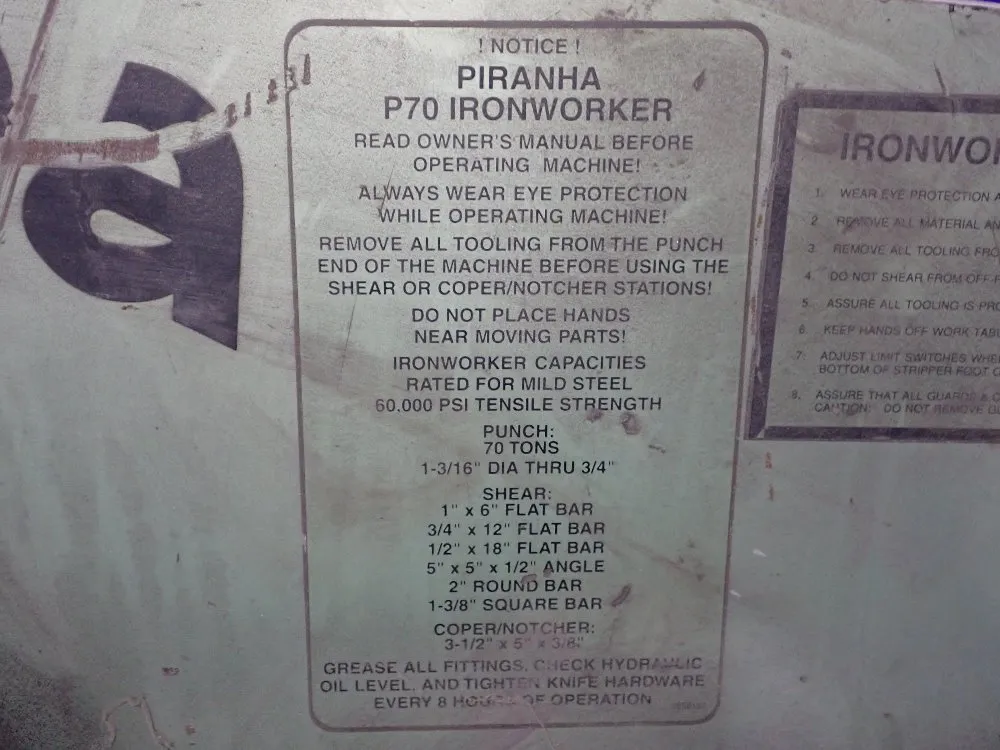 ! NOTICE !
PIRANHA
P70 IRONWORKER
READ OWNER'S MANUAL BEFORE
OPERATING MACHINE!
ALWAYS WEAR EYE PROTECTION
WHILE OPERATING MACHINE!
REMOVE ALL TOOLING FROM THE PUNCH
END OF THE MACHINE BEFORE USING THE
SHEAR OR COPER/NOTCHER STATIONS!
DO NOT PLACE HANDS
NEAR MOVING PARTS!
IRONWORKER CAPACITIES
RATED FOR MILD STEEL
60.000 PSI TENSILE STRENGTH
PUNCH:
70 TONS
1-3/16" DIA THRU 3/4"
SHEAR:
1" x 6" FLAT BAR
3/4" x 12" FLAT BAR
1/2" x 18" FLAT BAR
5" x 5" x 1/2" ANGLE
2" ROUND BAR
1-3/8" SQUARE BAR
COPER/NOTCHER:
3-1/2" x 5" x 3/8"
GREASE ALL FITTINGS, CHECK HYDRAULIC
OIL LEVEL, AND TIGHTEN KNIFE HARDWARE
EVERY 8 HOURS OF OPERATION
IRONWO
1. WEAR EYE PROTECTION A
2 REMOVE ALL MATERIAL AN
3 REMOVE ALL TOOLING FRO
4. DO NOT SHEAR FROM OFF-
5. ASSURE ALL TOOLING IS PRO
6. KEEP HANDS OFF WORK TABL
7. ADJUST LIMIT SWITCHES WHE
BOTTOM OF STRIPPER FOOT
8. ASSURE THAT ALL GUARDS &
CAUTION: DO NOT REMOVE